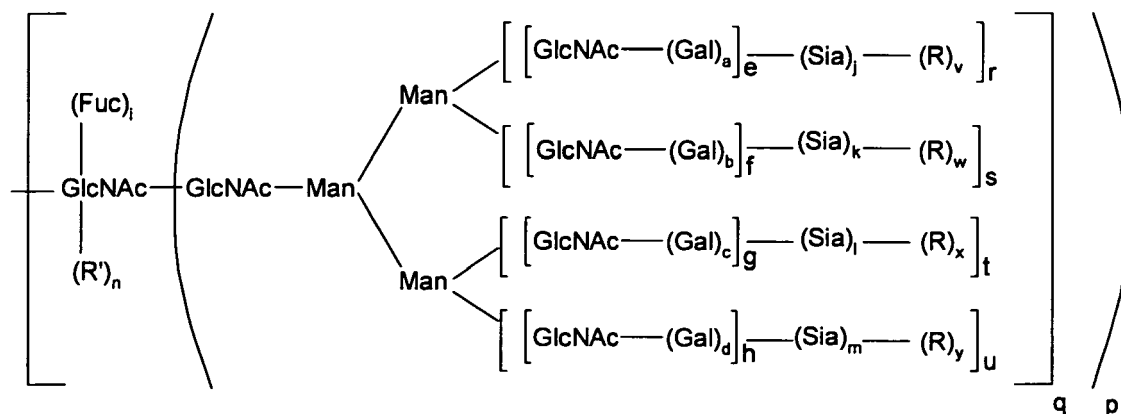 [GlcNAc—(Gal)a]e—(Sia)j—(R)v]r
(Fuc)i
Man
[GlcNAc—(Gal)b]f—(Sia)k—(R)w]s
GlcNAc—GlcNAc—Man
[GlcNAc—(Gal)c]g—(Sia)l—(R)x]t
(R')n
Man
[GlcNAc—(Gal)d]h—(Sia)m—(R)y]u
q p